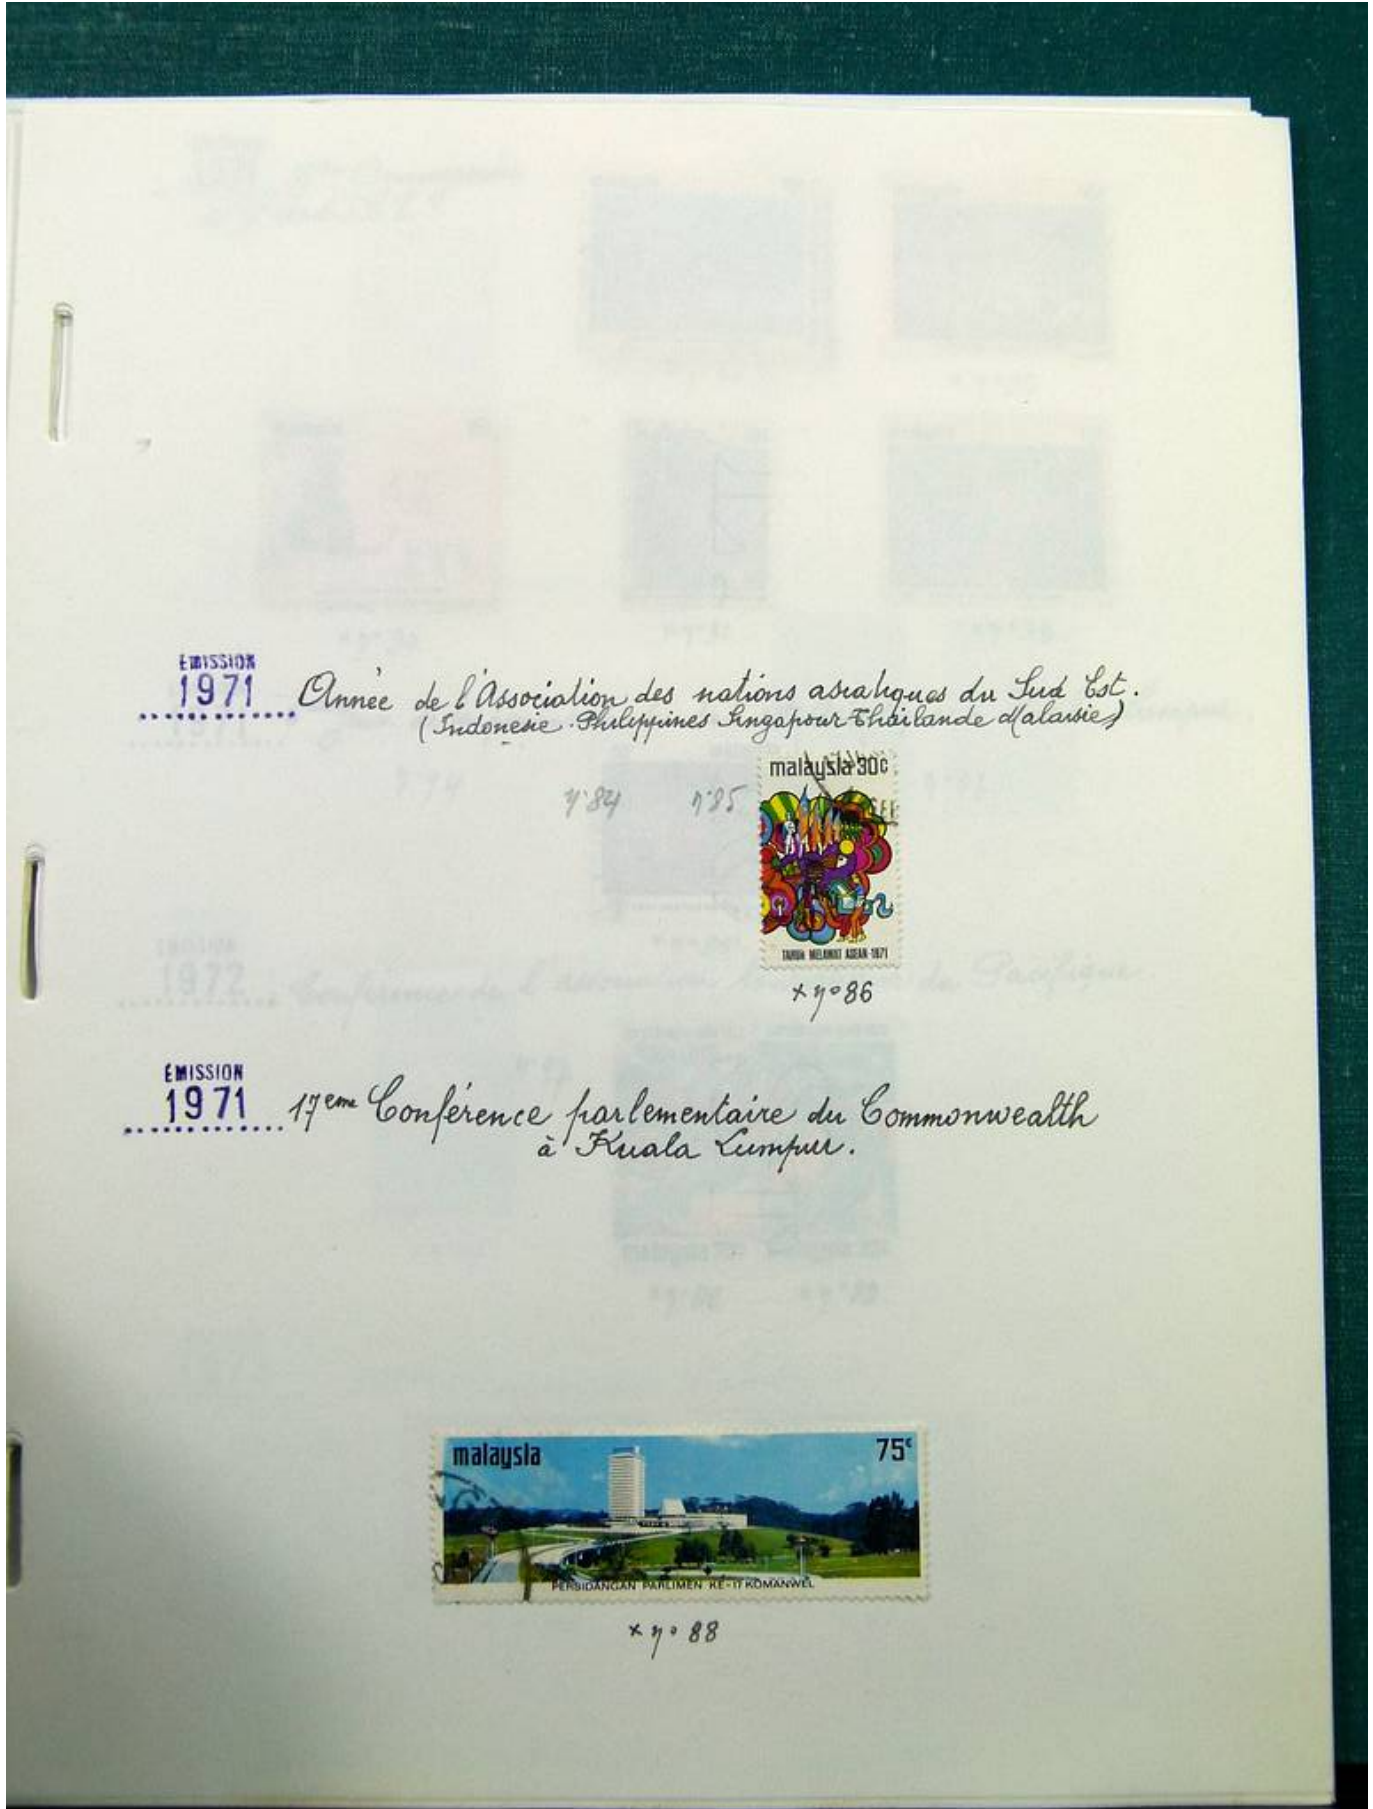 ÉMISSION
1971
Année de l'Association des nations asiatiques du Sud Est.
(Indonésie. Philippines Singapour Thaïlande Malaisie)
n°84
n°85
malaysia 30c
TAHUN MELAWAT ASEAN 1971
x n° 86
ÉMISSION
1971
17eme Conférence parlementaire du Commonwealth
à Kuala Lumpur.
malaysia
75c
PERSIDANGAN PARLIMEN KE-17 KOMANWEL
x n° 88